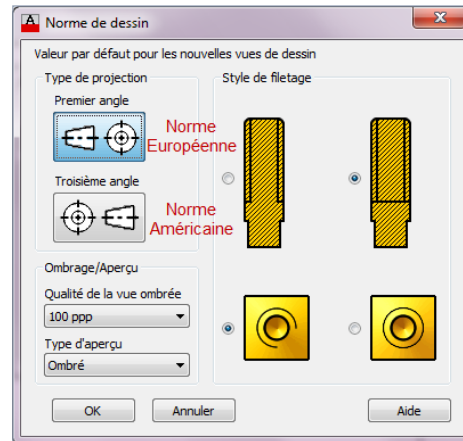 Norme de dessin
Valeur par défaut pour les nouvelles vues de dessin
Type de projection
Premier angle
Norme
Européenne
Troisième angle
Norme
Américaine
Style de filetage
Ombrage/Aperçu
Qualité de la vue ombrée
100 ppp
Type d'aperçu
Ombré
OK
Annuler
Aide